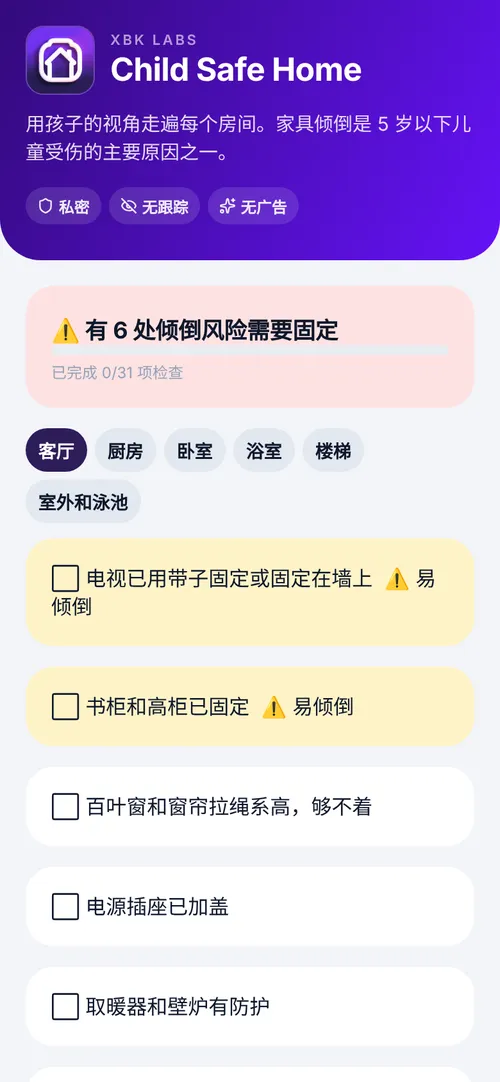 XBK LABS
Child Safe Home
用孩子的视角走遍每个房间。家具倾倒是 5 岁以下儿
童受伤的主要原因之一。
私密 无跟踪 无广告
⚠️ 有 6 处倾倒风险需要固定
已完成 0/31 项检查
客厅 厨房 卧室 浴室 楼梯
室外和泳池
电视已用带子固定或固定在墙上 ⚠️ 易
倾倒
书柜和高柜已固定 ⚠️ 易倾倒
百叶窗和窗帘拉绳系高，够不着
电源插座已加盖
取暖器和壁炉有防护